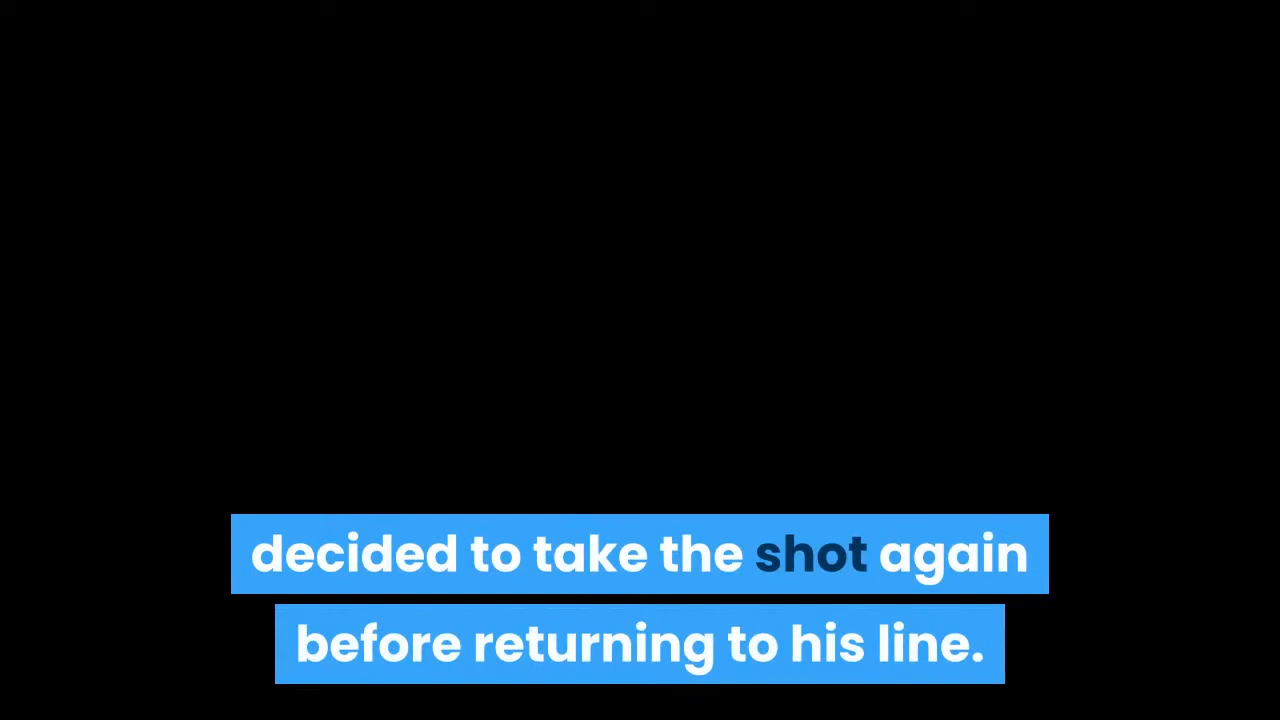 decided to take the shot again
before returning to his line.